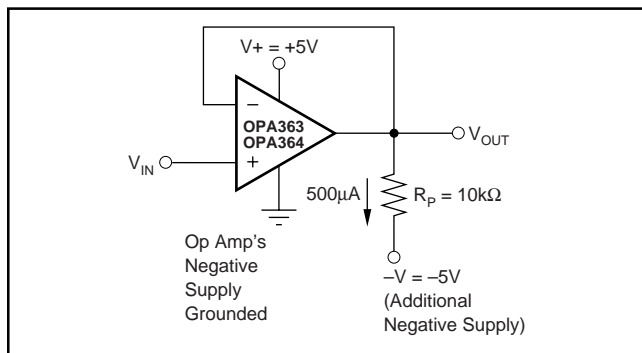 V+ = +5V
–
OPA363
OPA364
+
V_IN
V_OUT
500µA
R_P = 10kΩ
Op Amp's
Negative
Supply
Grounded
–V = –5V
(Additional
Negative Supply)